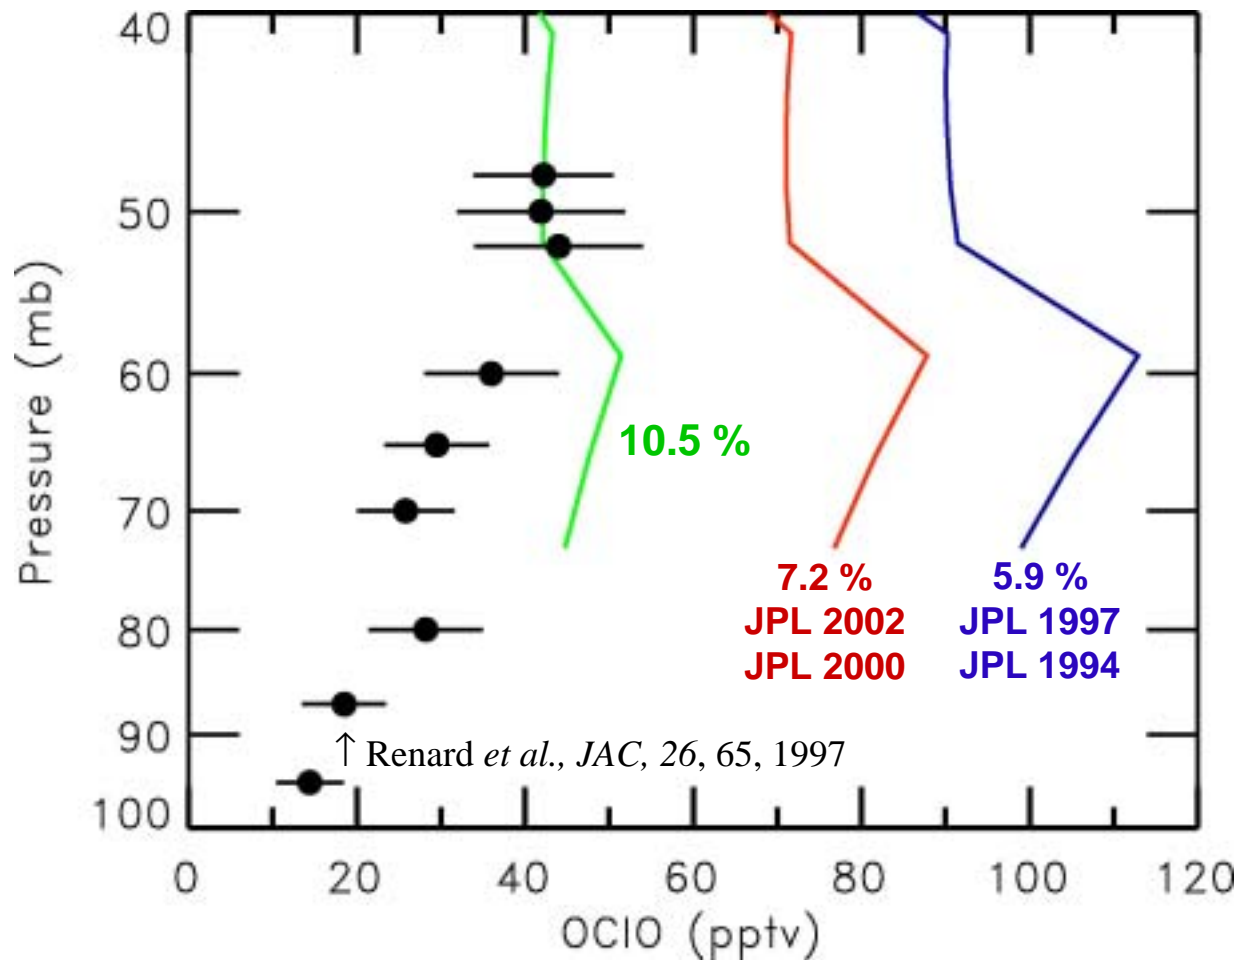 40
50
60
70
80
90
100
Pressure (mb)
10.5 %
7.2 %
JPL 2002
JPL 2000
5.9 %
JPL 1997
JPL 1994
↑ Renard et al., JAC, 26, 65, 1997
0 20 40 60 80 100 120
OClO (pptv)